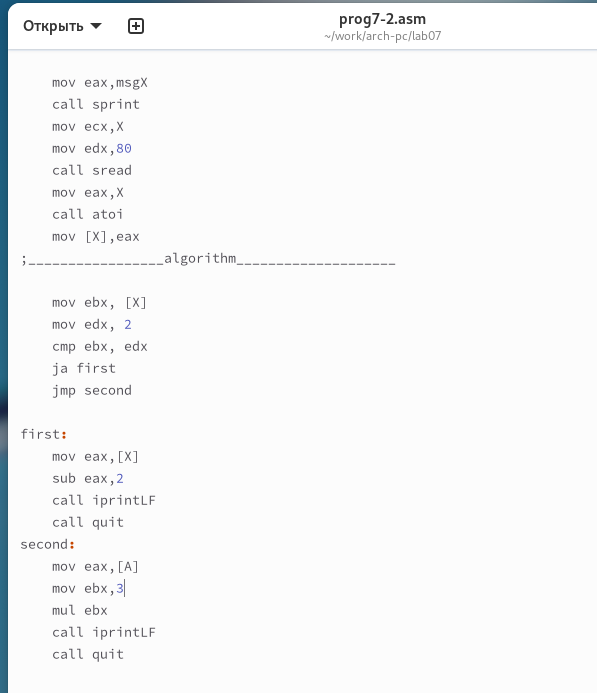 Открыть
prog7-2.asm
~/work/arch-pc/lab07
mov eax,msgX
call sprint
mov ecx,X
mov edx,80
call sread
mov eax,X
call atoi
mov [X],eax
;_________________algorithm____________________
mov ebx, [X]
mov edx, 2
cmp ebx, edx
ja first
jmp second
first:
mov eax,[X]
sub eax,2
call iprintLF
call quit
second:
mov eax,[A]
mov ebx,3
mul ebx
call iprintLF
call quit